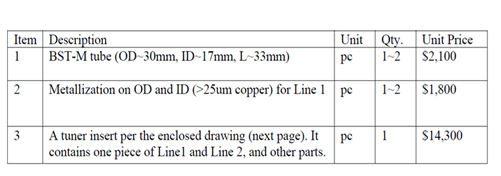 Item Description Unit Qty. Unit Price
1 BST-M tube (OD~30mm, ID~17mm, L~33mm) pc 1~2 $2,100
2 Metallization on OD and ID (>25um copper) for Line 1 pc 1~2 $1,800
3 A tuner insert per the enclosed drawing (next page). It pc 1 $14,300
contains one piece of Line1 and Line 2, and other parts.